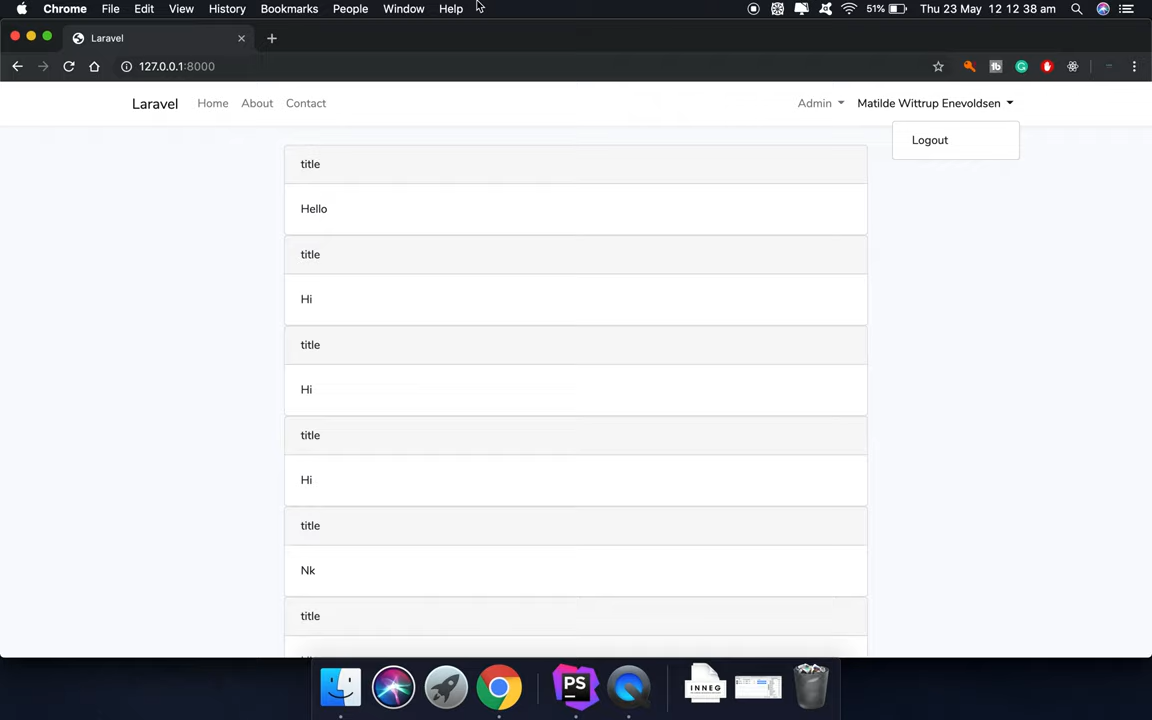 Chrome File Edit View History Bookmarks People Window Help 51% Thu 23 May 12 12 38 am
Laravel
127.0.0.1:8000
Laravel Home About Contact Admin Matilde Wittrup Enevoldsen
Logout
title
Hello
title
Hi
title
Hi
title
Hi
title
Nk
title
PS
INNEG